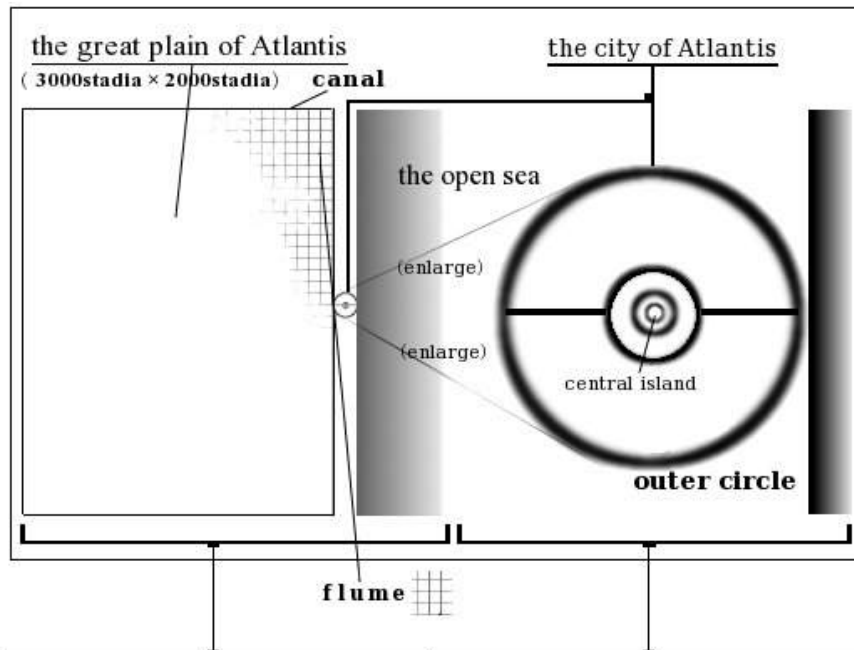 the great plain of Atlantis
( 3000stadia × 2000stadia)
canal
the city of Atlantis
the open sea
(enlarge)
(enlarge)
central island
outer circle
flume